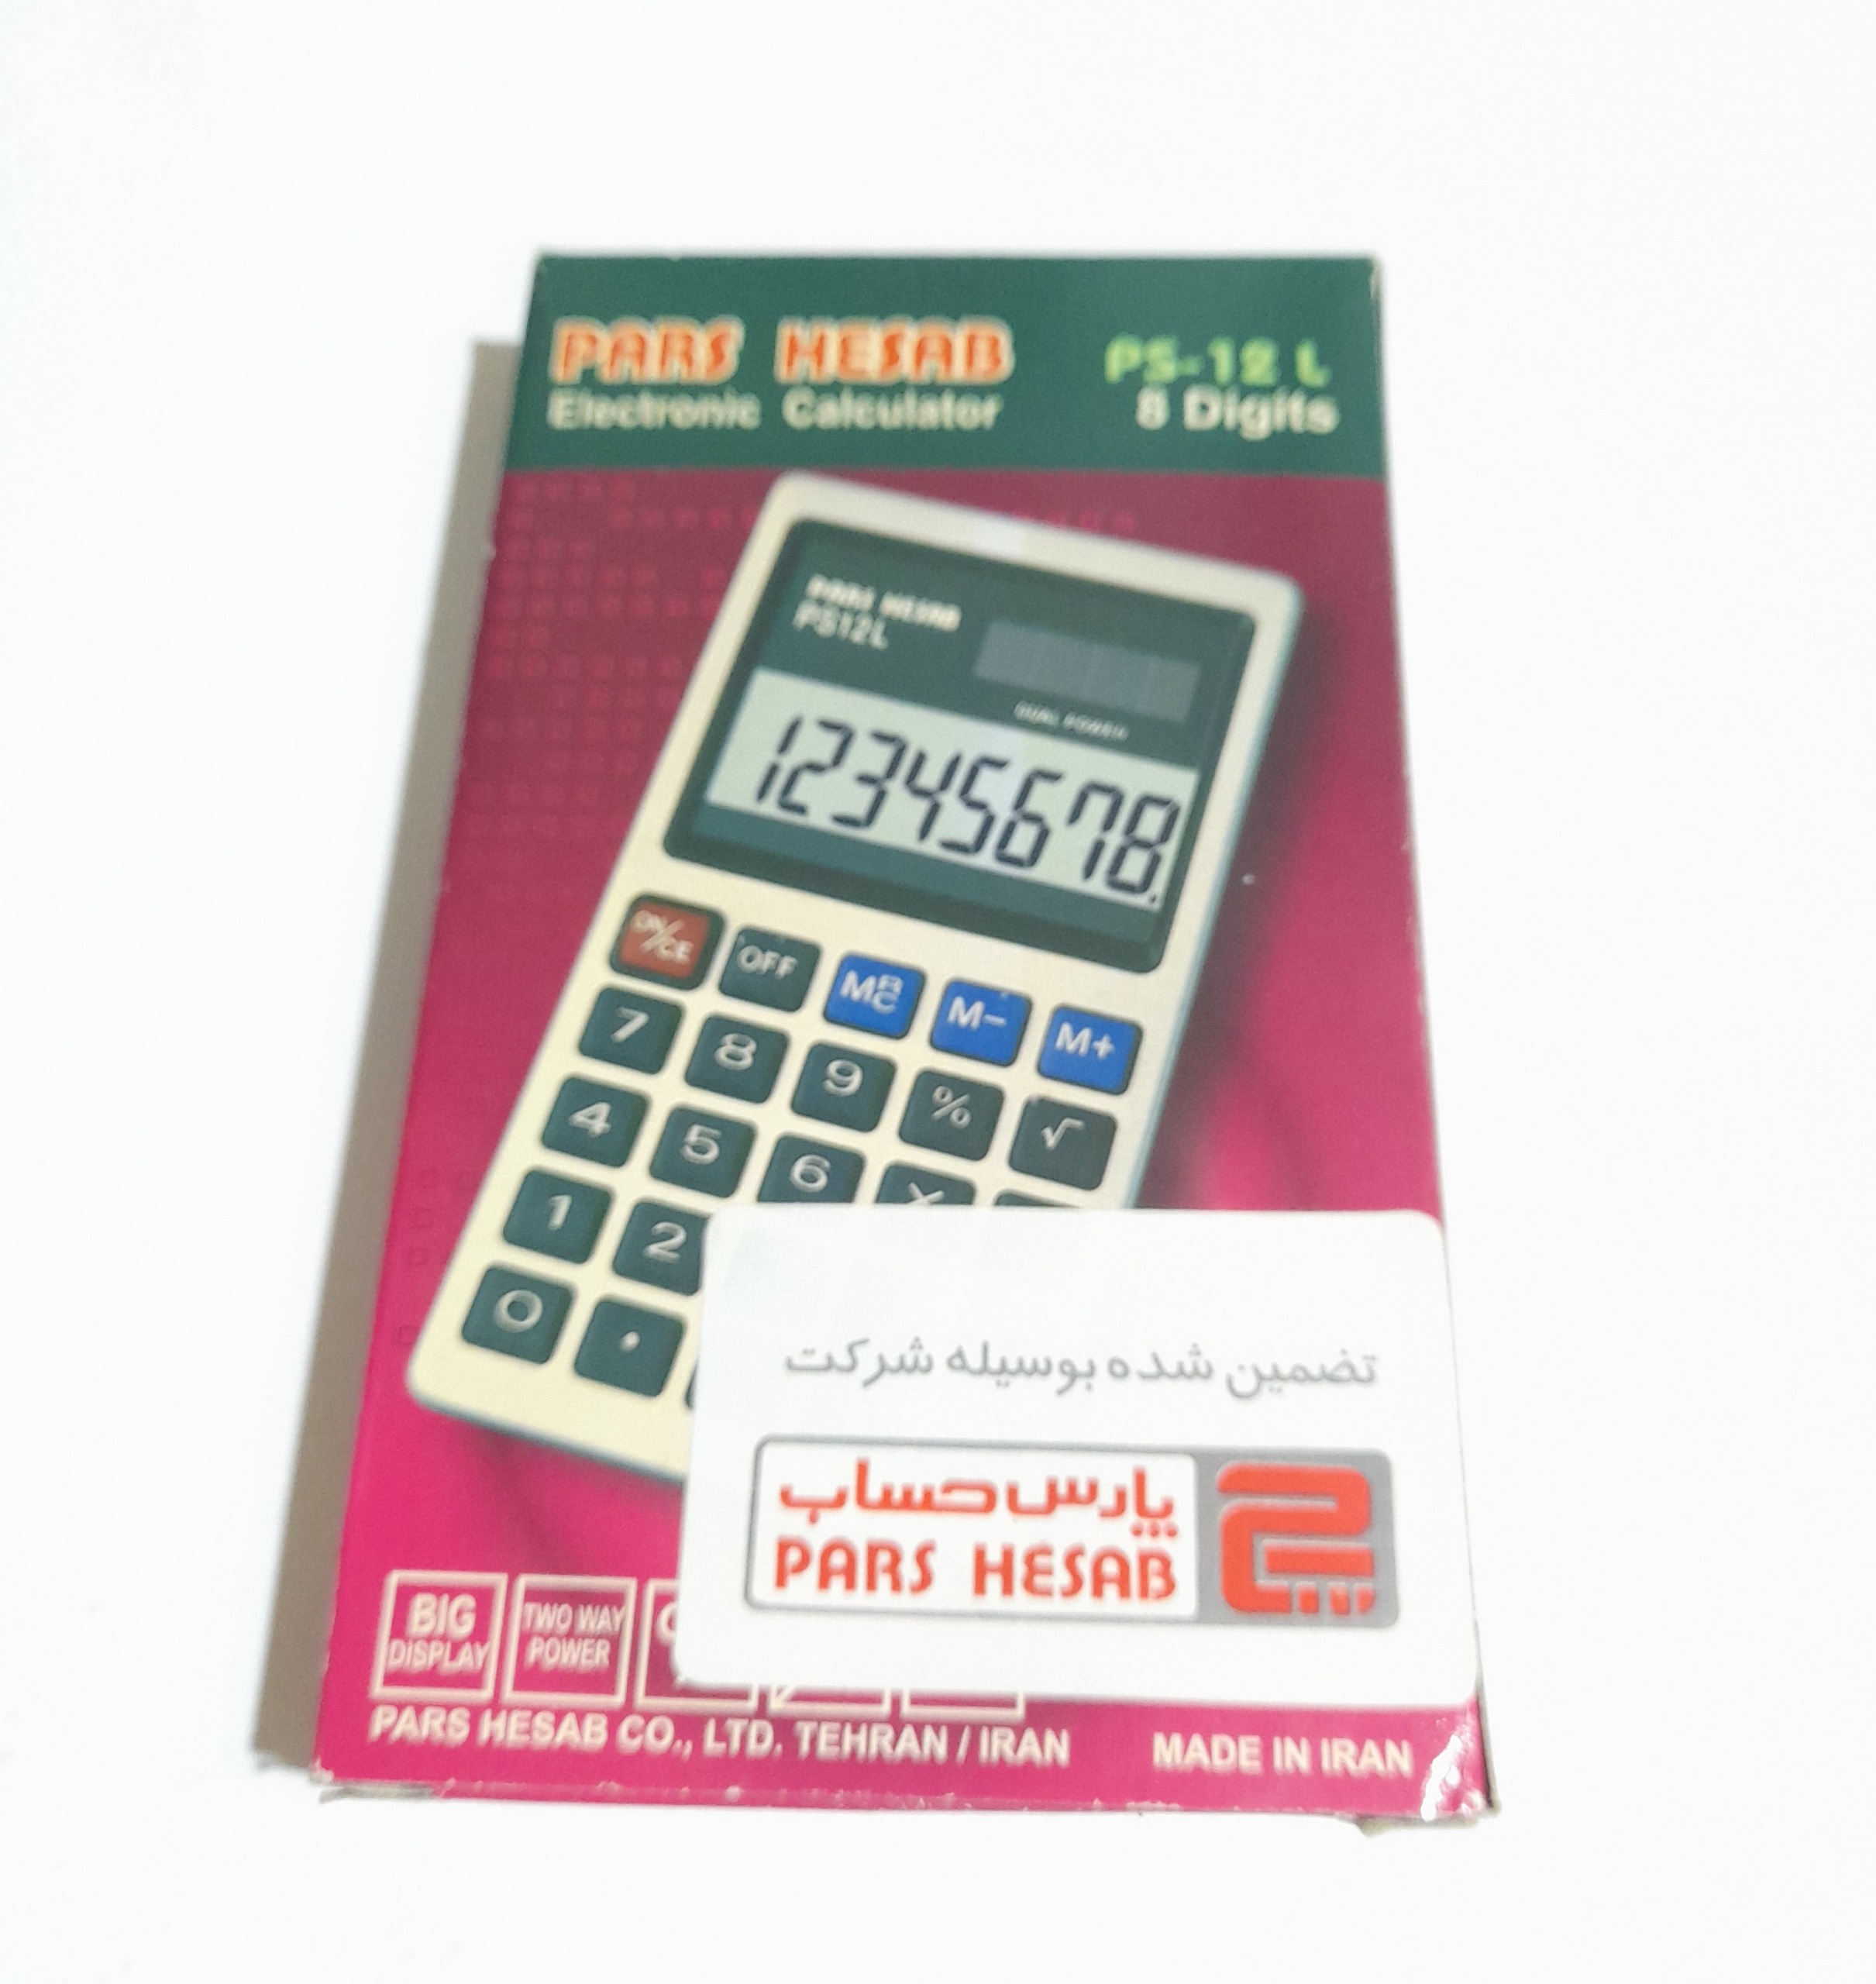 PARS HESAB
Electronic Calculator
PS-12 L
8 Digits
PARS HESAB
PS12L
DUAL POWER
12345678.
ON/CE OFF MR/C M- M+
7 8 9 % √
4 5 6 ×
1 2
0 .
تضمین شده بوسیله شرکت
پارس حساب
PARS HESAB
BIG
DISPLAY
TWO WAY
POWER
PARS HESAB CO., LTD. TEHRAN / IRAN
MADE IN IRAN